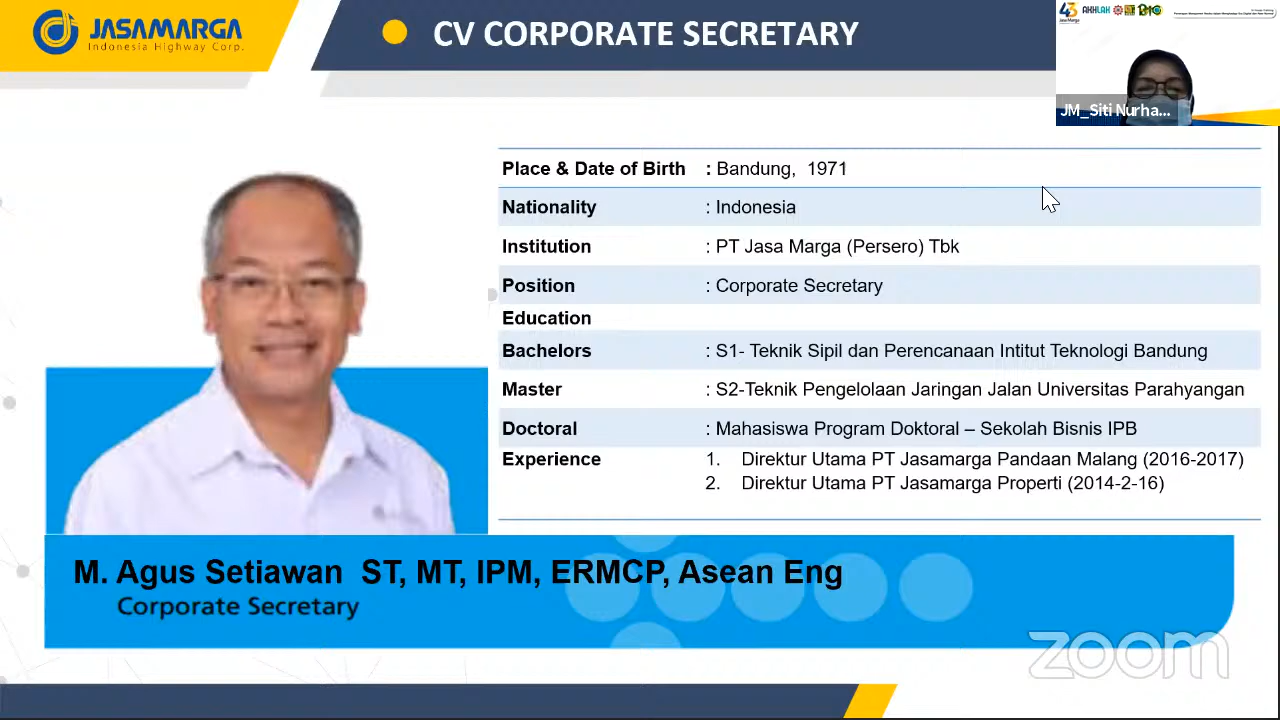 JASAMARGA
Indonesia Highway Corp.
CV CORPORATE SECRETARY
43
AKHLAK
JM_Siti Nurha...
Place & Date of Birth : Bandung, 1971
Nationality : Indonesia
Institution : PT Jasa Marga (Persero) Tbk
Position : Corporate Secretary
Education
Bachelors : S1- Teknik Sipil dan Perencanaan Intitut Teknologi Bandung
Master : S2-Teknik Pengelolaan Jaringan Jalan Universitas Parahyangan
Doctoral : Mahasiswa Program Doktoral – Sekolah Bisnis IPB
Experience 1. Direktur Utama PT Jasamarga Pandaan Malang (2016-2017)
2. Direktur Utama PT Jasamarga Properti (2014-2-16)
M. Agus Setiawan ST, MT, IPM, ERMCP, Asean Eng
Corporate Secretary
zoom